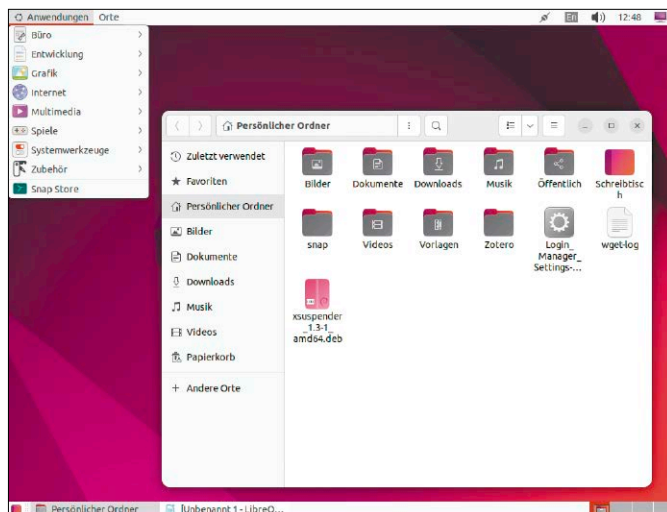 Anwendungen Orte
En 12:48
Büro
Entwicklung
Grafik
Internet
Multimedia
Spiele
Systemwerkzeuge
Zubehör
Snap Store
Persönlicher Ordner
Zuletzt verwendet
Favoriten
Persönlicher Ordner
Bilder
Dokumente
Downloads
Musik
Videos
Papierkorb
+ Andere Orte
Bilder Dokumente Downloads Musik Öffentlich Schreibtisc
h
snap Videos Vorlagen Zotero Login_ wget-log
Manager_
Settings-...
xsuspender
_1.3-1_
amd64.deb
Persönlicher Ordner [Unbenannt 1 - LibreO...